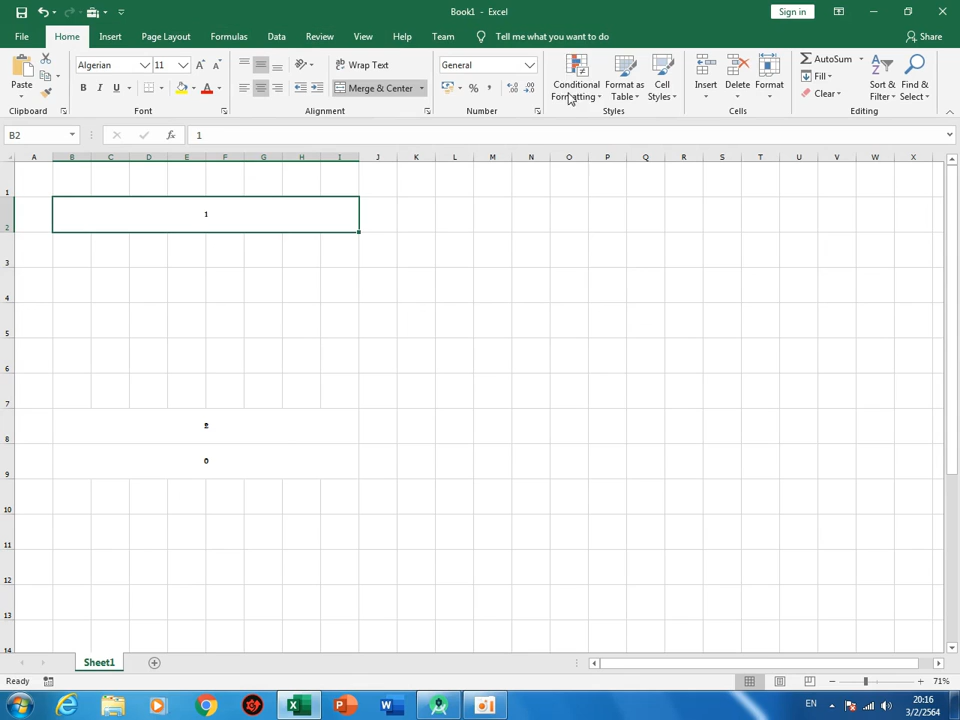 Book1 - Excel
Sign in
File Home Insert Page Layout Formulas Data Review View Help Team Tell me what you want to do Share
Algerian 11 Wrap Text General AutoSum
Fill
Paste B I U A Merge & Center % , Conditional Formatting Format as Table Cell Styles Insert Delete Format Clear Sort & Filter Find & Select
Clipboard Font Alignment Number Styles Cells Editing
B2 fx 1
A B C D E F G H I J K L M N O P Q R S T U V W X
1
2 1
3
4
5
6
7
8 2
9 0
10
11
12
13
14
Sheet1
Ready 71%
EN 20:16
3/2/2564